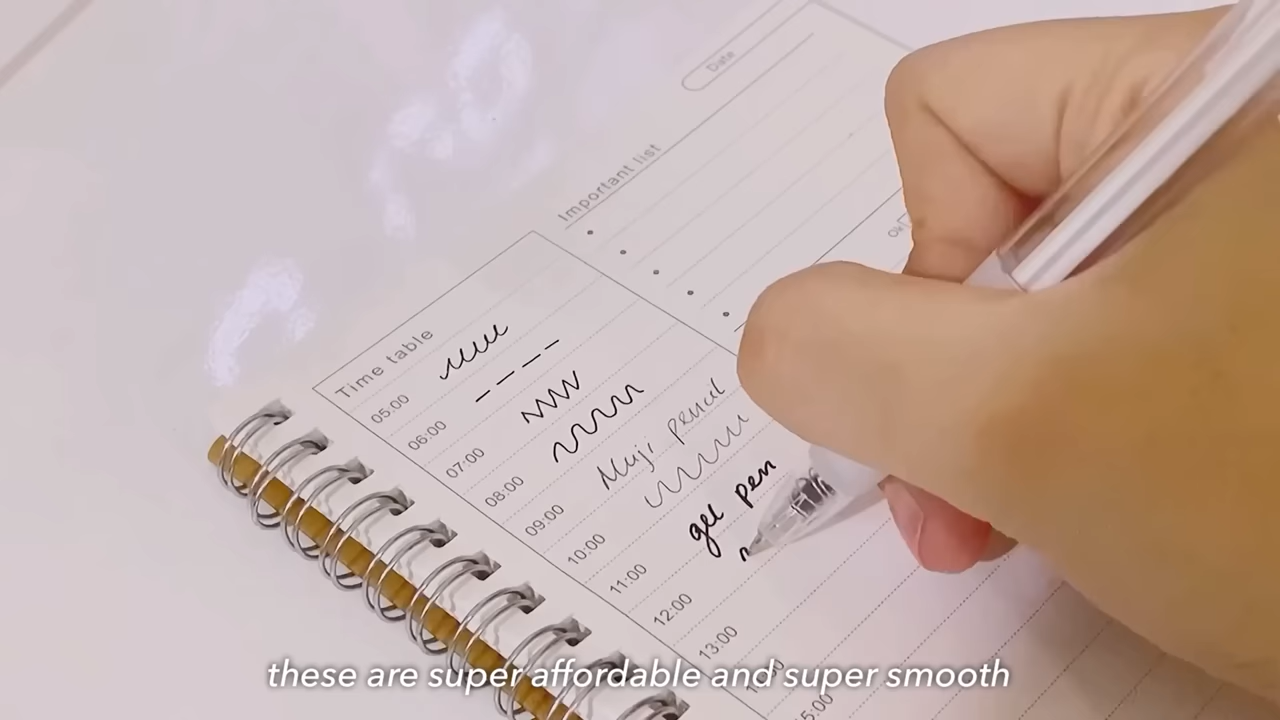 Date
Important list
Time table
05:00
06:00
07:00
08:00
09:00
Muji Pencil
10:00
11:00
gel pen
12:00
13:00
these are super affordable and super smooth